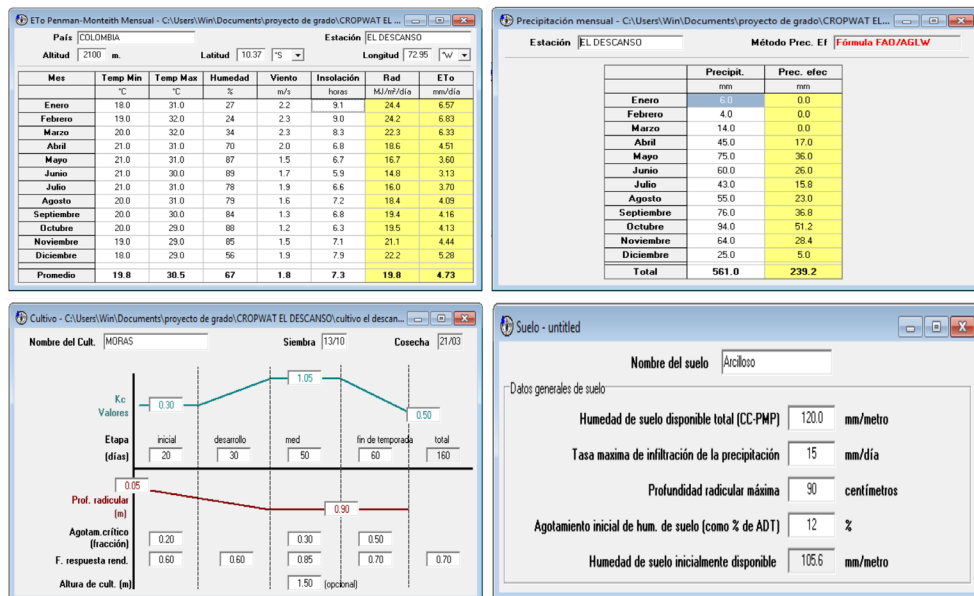 ETo Penman-Monteith Mensual - C:\Users\Win\Documents\proyecto de grado\CROPWAT EL ...
País COLOMBIA Estación EL DESCANSO
Altitud 2100 m. Latitud 10.37 °S Longitud 72.95 °W
Mes Temp Min Temp Max Humedad Viento Insolación Rad ETo
°C °C % m/s horas MJ/m²/día mm/día
Enero 18.0 31.0 27 2.2 9.1 24.4 6.57
Febrero 19.0 32.0 24 2.3 9.0 24.2 6.83
Marzo 20.0 32.0 34 2.3 8.3 22.3 6.33
Abril 21.0 31.0 70 2.0 6.8 18.6 4.51
Mayo 21.0 31.0 87 1.5 6.7 16.7 3.60
Junio 21.0 30.0 89 1.7 5.9 14.8 3.13
Julio 21.0 31.0 78 1.9 6.6 16.0 3.70
Agosto 20.0 31.0 79 1.6 7.2 18.4 4.09
Septiembre 20.0 30.0 84 1.3 6.8 19.4 4.16
Octubre 20.0 29.0 88 1.2 6.3 19.5 4.13
Noviembre 19.0 29.0 85 1.5 7.1 21.1 4.44
Diciembre 18.0 29.0 56 1.9 7.9 22.2 5.28
Promedio 19.8 30.5 67 1.8 7.3 19.8 4.73
Precipitación mensual - C:\Users\Win\Documents\proyecto de grado\CROPWAT EL...
Estación EL DESCANSO Método Prec. Ef Fórmula FAO/AGLW
Precipit. Prec. efec
mm mm
Enero 6.0 0.0
Febrero 4.0 0.0
Marzo 14.0 0.0
Abril 45.0 17.0
Mayo 75.0 36.0
Junio 60.0 26.0
Julio 43.0 15.8
Agosto 55.0 23.0
Septiembre 76.0 36.8
Octubre 94.0 51.2
Noviembre 64.0 28.4
Diciembre 25.0 5.0
Total 561.0 239.2
Cultivo - C:\Users\Win\Documents\proyecto de grado\CROPWAT EL DESCANSO\cultivo el descan...
Nombre del Cult. MORAS Siembra 13/10 Cosecha 21/03
1.05
Kc
Valores
0.30
0.50
Etapa inicial desarrollo med fin de temporada total
(días) 20 30 50 60 160
0.05
Prof. radicular
(m)
0.90
Agotam.crítico
(fracción) 0.20 0.30 0.50
F. respuesta rend. 0.60 0.60 0.85 0.70 0.70
Altura de cult. (m) 1.50 (opcional)
Suelo - untitled
Nombre del suelo Arcilloso
Datos generales de suelo
Humedad de suelo disponible total (CC-PMP) 120.0 mm/metro
Tasa maxima de infiltración de la precipitación 15 mm/día
Profundidad radicular máxima 90 centímetros
Agotamiento inicial de hum. de suelo (como % de ADT) 12 %
Humedad de suelo inicialmente disponible 105.6 mm/metro